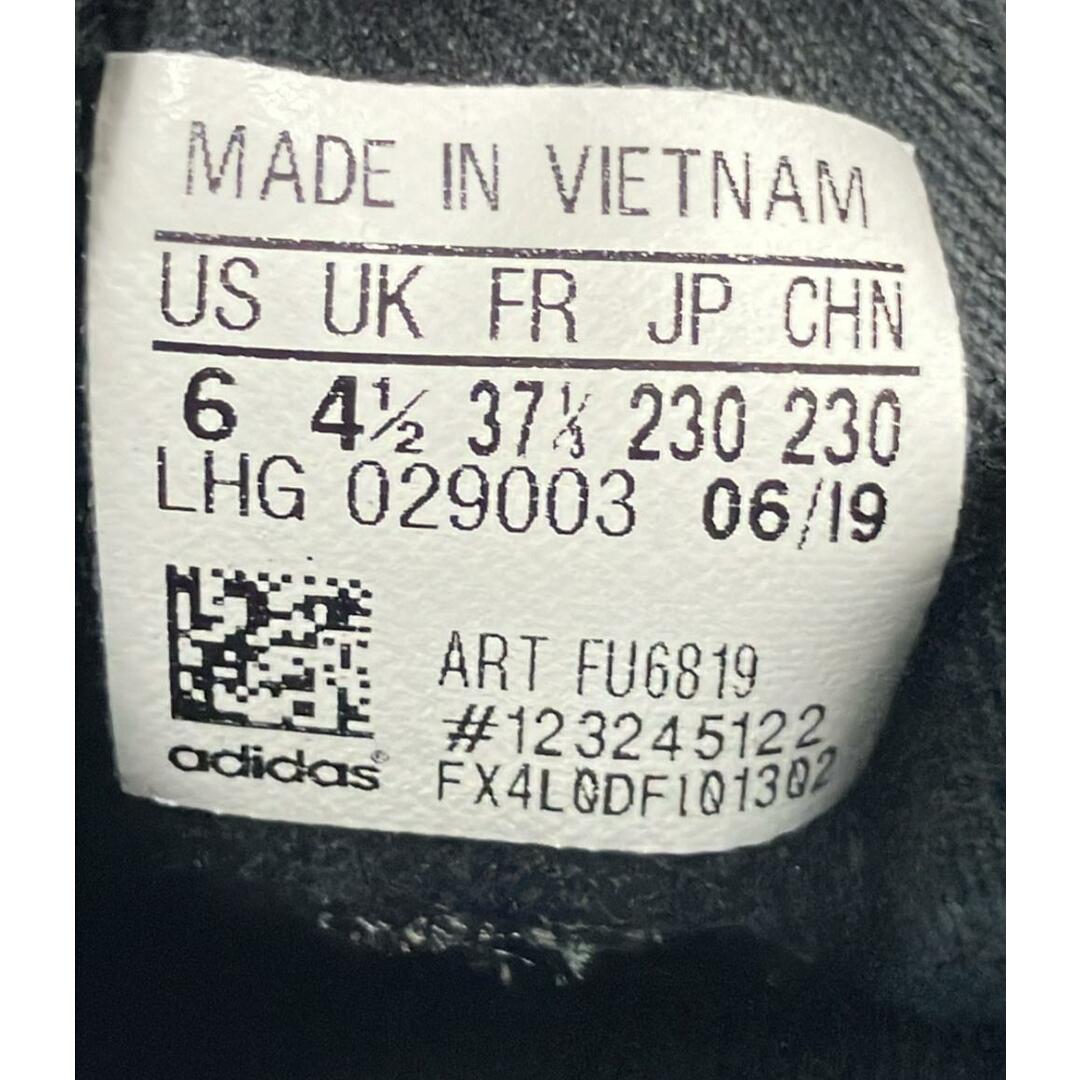 MADE IN VIETNAM
US UK FR JP CHN
6 4½ 37⅓ 230 230
LHG 029003 06/19
ART FU6819
#123245122
FX4L0DF101302
adidas®